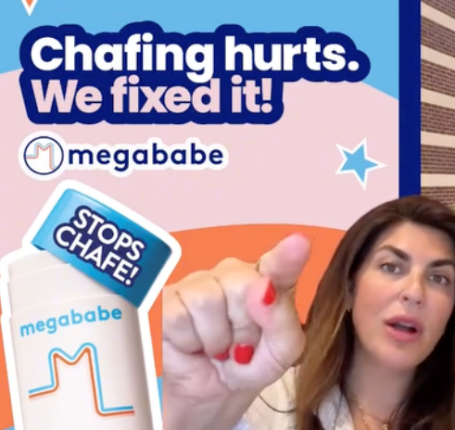 Chafing hurts.
We fixed it!
megababe
STOPS
CHAFE!
megababe